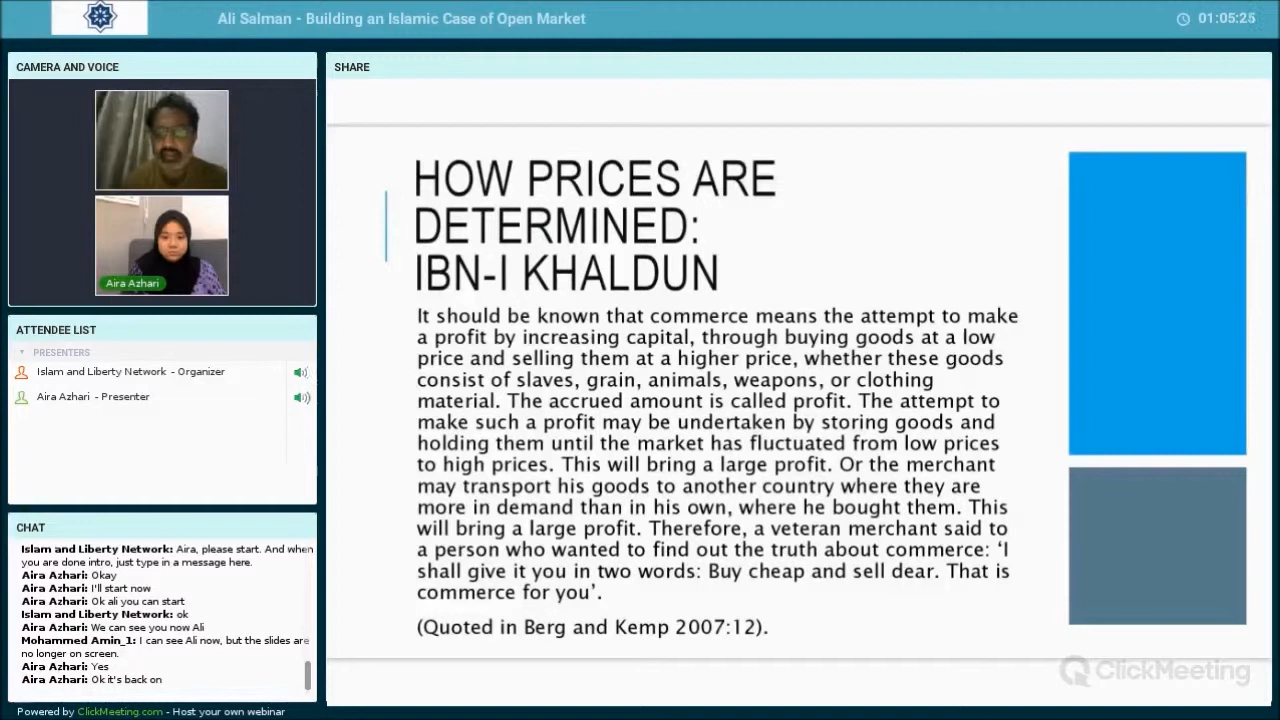 Ali Salman - Building an Islamic Case of Open Market
01:05:25
CAMERA AND VOICE
Aira Azhari
ATTENDEE LIST
PRESENTERS
Islam and Liberty Network - Organizer
Aira Azhari - Presenter
CHAT
Islam and Liberty Network: Aira, please start. And when
you are done intro, just type in a message here.
Aira Azhari: Okay
Aira Azhari: I'll start now
Aira Azhari: Ok ali you can start
Islam and Liberty Network: ok
Aira Azhari: We can see you now Ali
Mohammed Amin_1: I can see Ali now, but the slides are
no longer on screen.
Aira Azhari: Yes
Aira Azhari: Ok it's back on
Powered by ClickMeeting.com - Host your own webinar
SHARE
HOW PRICES ARE
DETERMINED:
IBN-I KHALDUN
It should be known that commerce means the attempt to make
a profit by increasing capital, through buying goods at a low
price and selling them at a higher price, whether these goods
consist of slaves, grain, animals, weapons, or clothing
material. The accrued amount is called profit. The attempt to
make such a profit may be undertaken by storing goods and
holding them until the market has fluctuated from low prices
to high prices. This will bring a large profit. Or the merchant
may transport his goods to another country where they are
more in demand than in his own, where he bought them. This
will bring a large profit. Therefore, a veteran merchant said to
a person who wanted to find out the truth about commerce: ‘I
shall give it you in two words: Buy cheap and sell dear. That is
commerce for you’.
(Quoted in Berg and Kemp 2007:12).
ClickMeeting